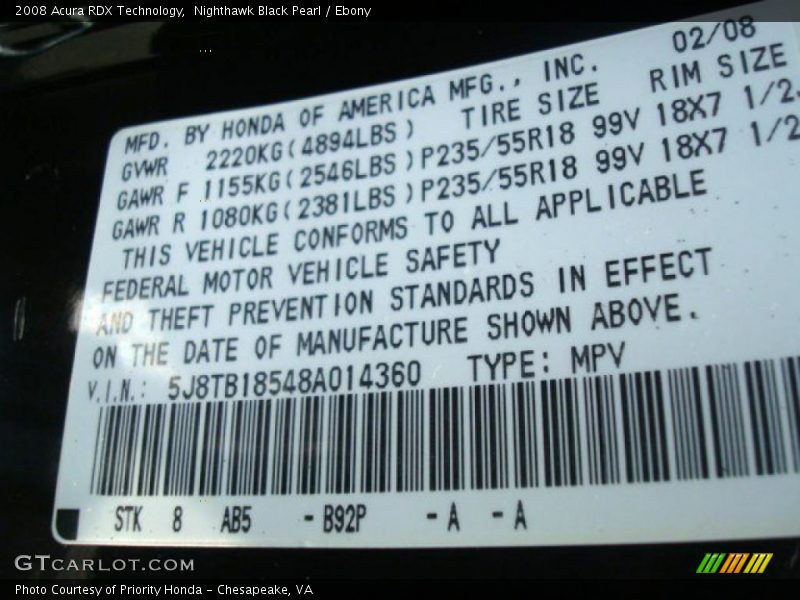 2008 Acura RDX Technology,  Nighthawk Black Pearl / Ebony
02/08
MFD. BY HONDA OF AMERICA MFG., INC.
GVWR 2220KG(4894LBS) TIRE SIZE RIM SIZE
GAWR F 1155KG(2546LBS)P235/55R18 99V 18X7 1/2J
GAWR R 1080KG(2381LBS)P235/55R18 99V 18X7 1/2
THIS VEHICLE CONFORMS TO ALL APPLICABLE
FEDERAL MOTOR VEHICLE SAFETY
AND THEFT PREVENTION STANDARDS IN EFFECT
ON THE DATE OF MANUFACTURE SHOWN ABOVE.
V.I.N.: 5J8TB18548A014360 TYPE: MPV
STK 8 AB5 -B92P -A -A
GTCARLOT.COM
Photo Courtesy of Priority Honda - Chesapeake, VA